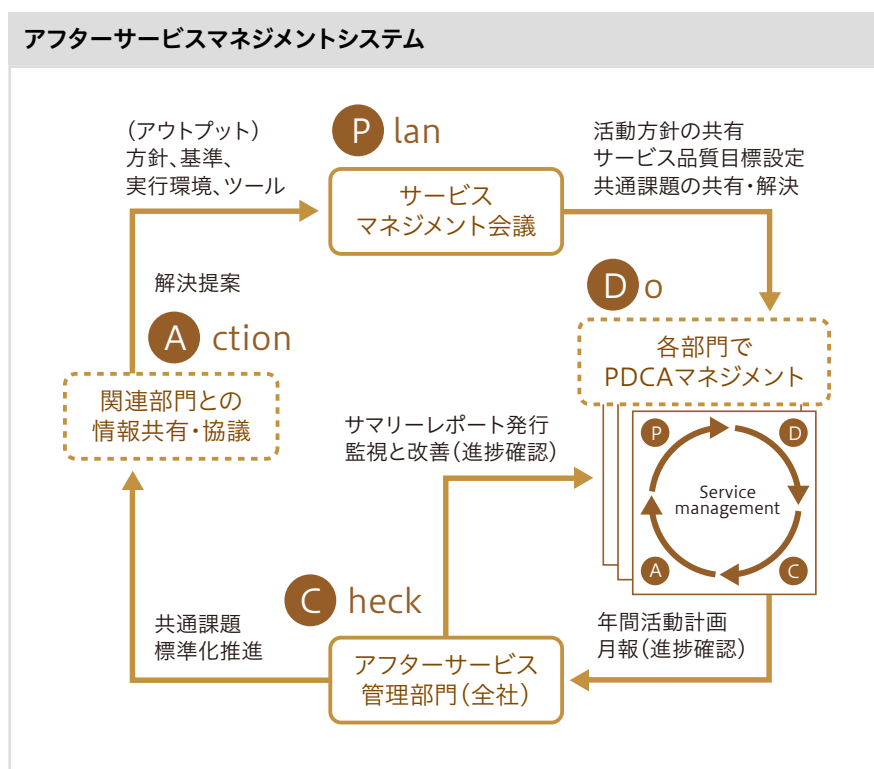 アフターサービスマネジメントシステム
Plan
(アウトプット)
方針、基準、
実行環境、ツール
サービス
マネジメント会議
活動方針の共有
サービス品質目標設定
共通課題の共有・解決
Do
各部門で
PDCAマネジメント
P
D
Service
management
A
C
解決提案
Action
関連部門との
情報共有・協議
サマリーレポート発行
監視と改善(進捗確認)
Check
共通課題
標準化推進
アフターサービス
管理部門(全社)
年間活動計画
月報(進捗確認)